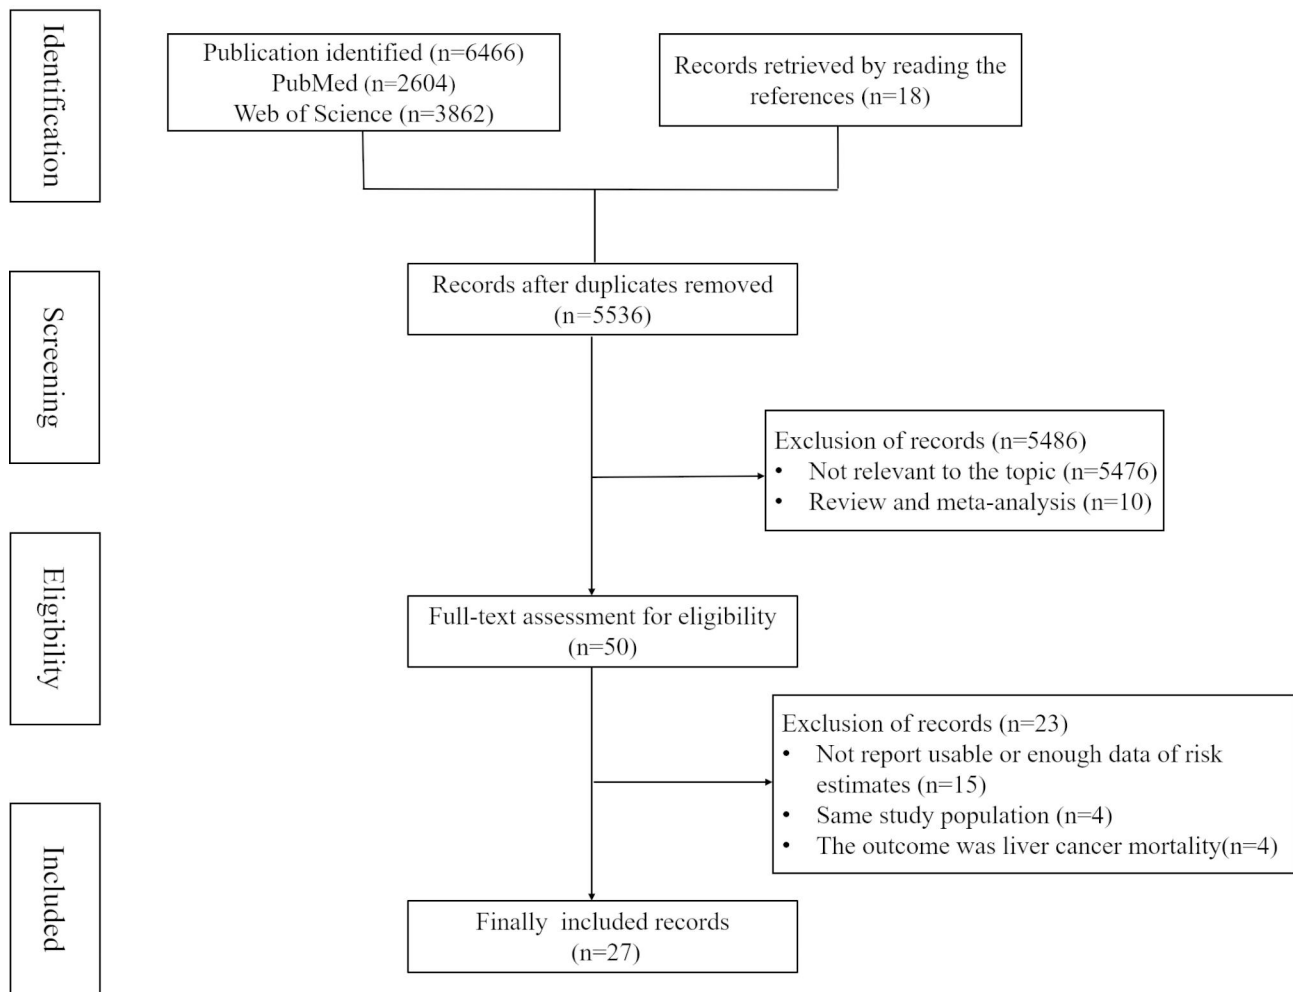 Identification
Publication identified (n=6466)
PubMed (n=2604)
Web of Science (n=3862)
Records retrieved by reading the
references (n=18)
Screening
Records after duplicates removed
(n=5536)
Exclusion of records (n=5486)
• Not relevant to the topic (n=5476)
• Review and meta-analysis (n=10)
Eligibility
Full-text assessment for eligibility
(n=50)
Exclusion of records (n=23)
• Not report usable or enough data of risk
estimates (n=15)
• Same study population (n=4)
• The outcome was liver cancer mortality(n=4)
Included
Finally included records
(n=27)